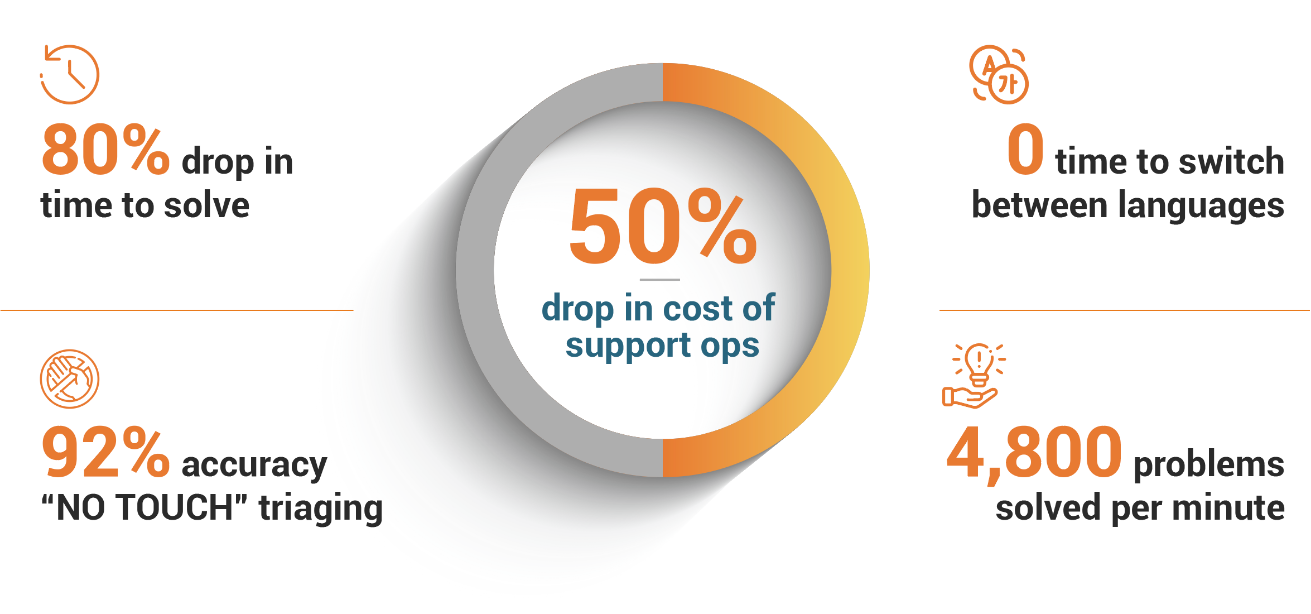 80% drop in
time to solve
92% accuracy
“NO TOUCH” triaging
50%
drop in cost of
support ops
A 가
0 time to switch
between languages
4,800 problems
solved per minute